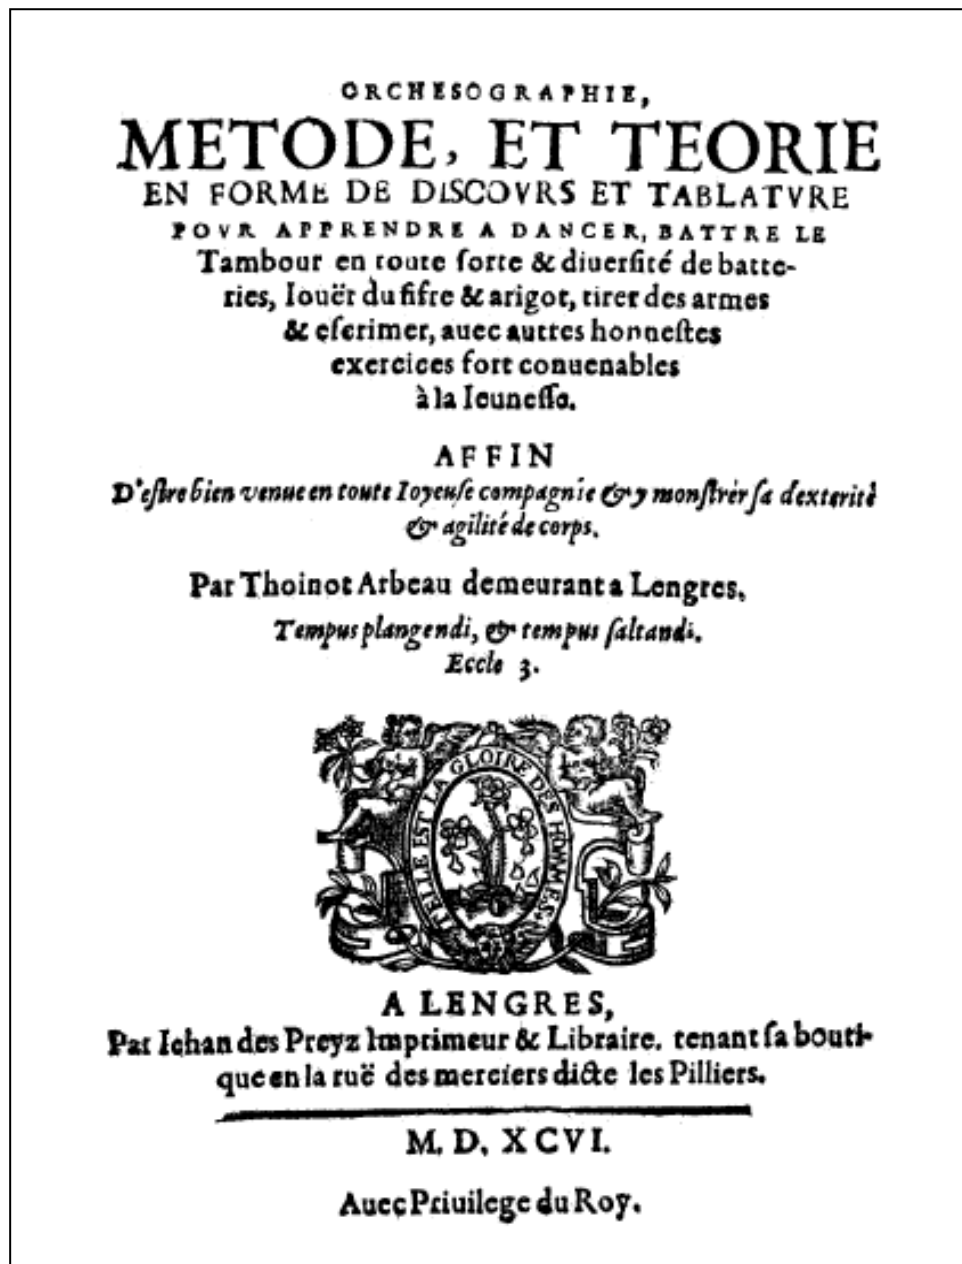 ORCHESOGRAPHIE,
METODE, ET TEORIE
EN FORME DE DISCOVRS ET TABLATVRE
POVR APPRENDRE A DANCER, BATTRE LE
Tambour en toute sorte & diuersité de batte-
ries, Iouër du fifre & arigot, tirer des armes
& escrimer, auec autres honnestes
exercices fort conuenables
à la Ieunesse.
AFFIN
D'estre bien venue en toute Ioyeuse compagnie & y monstrer sa dexterité
& agilité de corps.
Par Thoinot Arbeau demeurant a Lengres.
Tempus plangendi, & tempus saltandi.
Eccle 3.
TELLE EST LA GLOIRE DES HOMMES.
A LENGRES,
Par Iehan des Preyz Imprimeur & Libraire. tenant sa bouti-
que en la ruë des merciers dicte les Pilliers.
M. D. XCVI.
Auec Priuilege du Roy.